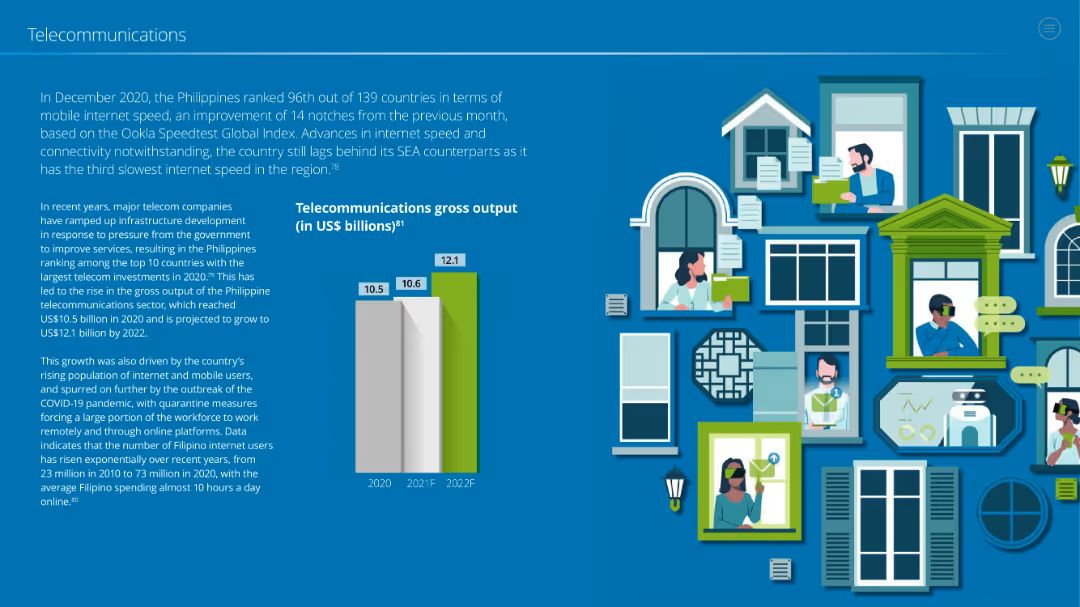 Telecommunications
In December 2020, the Philippines ranked 96th out of 139 countries in terms of
mobile internet speed, an improvement of 14 notches from the previous month,
based on the Ookla Speedtest Global Index. Advances in internet speed and
connectivity notwithstanding, the country still lags behind its SEA counterparts as it
has the third slowest internet speed in the region.78
In recent years, major telecom companies
have ramped up infrastructure development
in response to pressure from the government
to improve services, resulting in the Philippines
ranking among the top 10 countries with the
largest telecom investments in 2020.79 This has
led to the rise in the gross output of the Philippine
telecommunications sector, which reached
US$10.5 billion in 2020 and is projected to grow to
US$12.1 billion by 2022.
This growth was also driven by the country's
rising population of internet and mobile users,
and spurred on further by the outbreak of the
COVID-19 pandemic, with quarantine measures
forcing a large portion of the workforce to work
remotely and through online platforms. Data
indicates that the number of Filipino internet users
has risen exponentially over recent years, from
23 million in 2010 to 73 million in 2020, with the
average Filipino spending almost 10 hours a day
online.80
Telecommunications gross output
(in US$ billions)81
12.1
10.6
10.5
2020 2021F 2022F
1